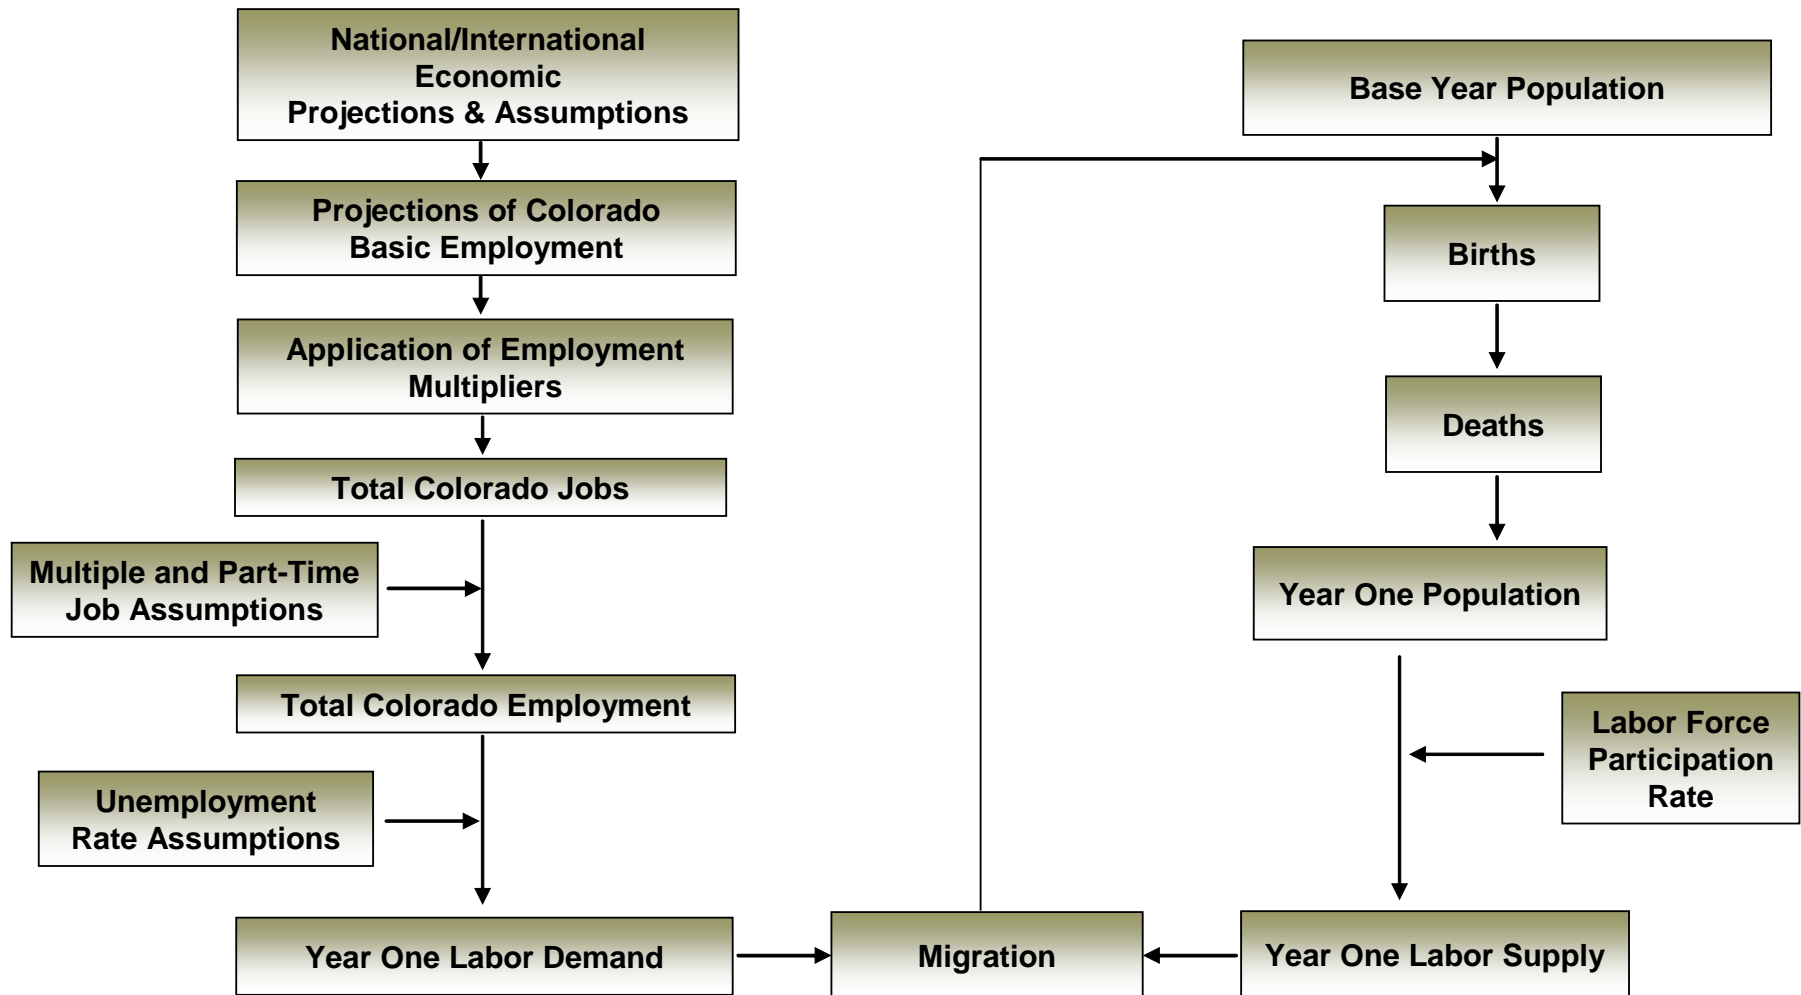 National/International
Economic
Projections & Assumptions
Projections of Colorado
Basic Employment
Application of Employment
Multipliers
Total Colorado Jobs
Multiple and Part-Time
Job Assumptions
Total Colorado Employment
Unemployment
Rate Assumptions
Year One Labor Demand
Migration
Base Year Population
Births
Deaths
Year One Population
Labor Force
Participation
Rate
Year One Labor Supply